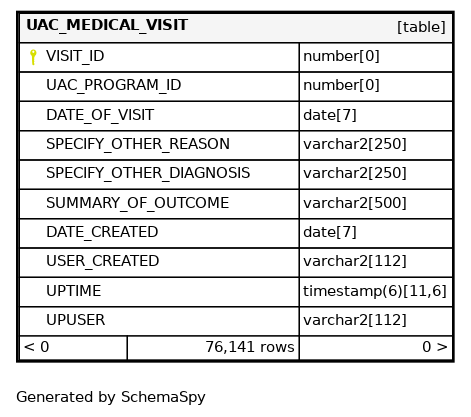 UAC_MEDICAL_VISIT [table]
VISIT_ID number[0]
UAC_PROGRAM_ID number[0]
DATE_OF_VISIT date[7]
SPECIFY_OTHER_REASON varchar2[250]
SPECIFY_OTHER_DIAGNOSIS varchar2[250]
SUMMARY_OF_OUTCOME varchar2[500]
DATE_CREATED date[7]
USER_CREATED varchar2[112]
UPTIME timestamp(6)[11,6]
UPUSER varchar2[112]
< 0 76,141 rows 0 >
Generated by SchemaSpy